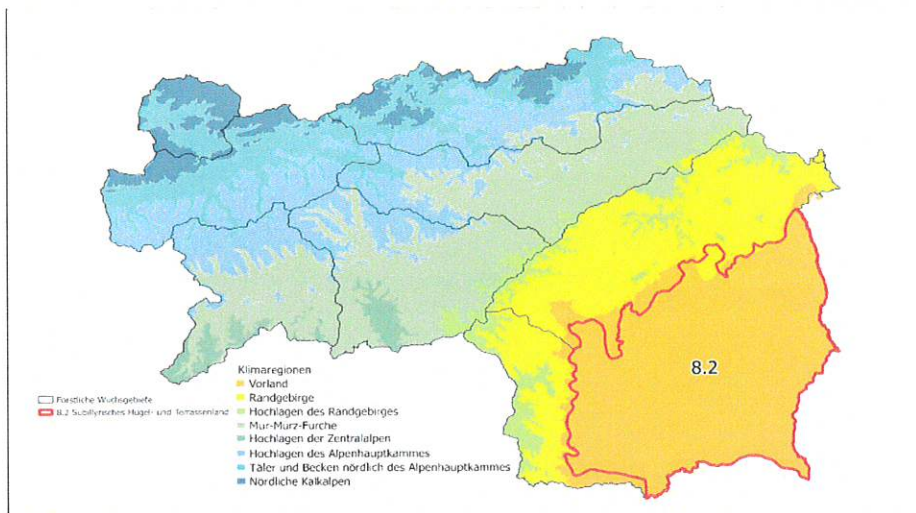 8.2
Klimaregionen
Vorland
Randgebirge
Hochlagen des Randgebirges
Mur-Mürz-Furche
Hochlagen der Zentralalpen
Hochlagen des Alpenhauptkammes
Täler und Becken nördlich des Alpenhauptkammes
Nördliche Kalkalpen
Forstliche Wuchsgebiete
8.2 Subillyrisches Hügel- und Terrassenland